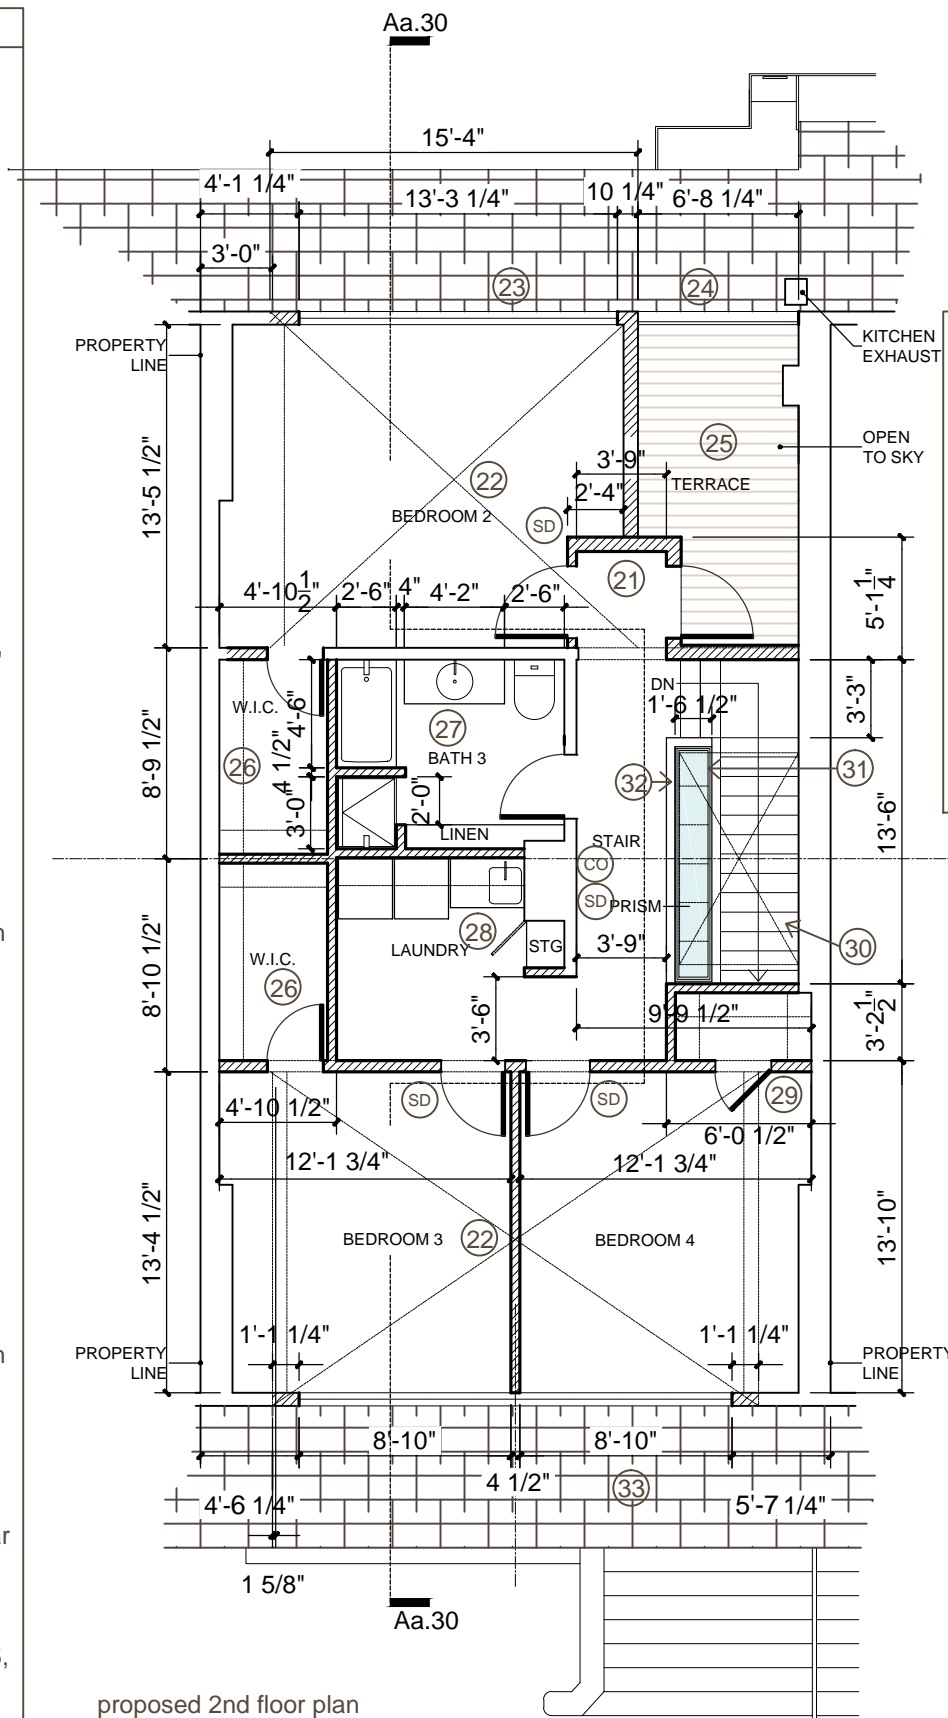 Aa.30
15'-4"
4'-1 1/4"
13'-3 1/4"
10 1/4"
6'-8 1/4"
3'-0"
23
24
PROPERTY
LINE
KITCHEN
EXHAUST
13'-5 1/2"
25
OPEN
TO SKY
3'-9"
22
TERRACE
2'-4"
BEDROOM 2
SD
21
5'-1 1/4"
4'-10 1/2"
2'-6"
4"
4'-2"
2'-6"
DN
1'-6 1/2"
3'-3"
W.I.C.
4'-6"
27
8'-9 1/2"
26
4 1/2"
BATH 3
32
31
3'-0"
2'-0"
13'-6"
LINEN
STAIR
CO
SD
PRISM
28
LAUNDRY
STG
30
W.I.C.
3'-9"
26
8'-10 1/2"
3'-6"
9'-9 1/2"
3'-2 1/2"
SD
SD
29
4'-10 1/2"
6'-0 1/2"
12'-1 3/4"
12'-1 3/4"
13'-4 1/2"
13'-10"
BEDROOM 3
22
BEDROOM 4
1'-1 1/4"
1'-1 1/4"
PROPERTY
LINE
PROPERTY
LINE
8'-10"
8'-10"
4 1/2"
33
4'-6 1/4"
5'-7 1/4"
1 5/8"
Aa.30
proposed 2nd floor plan